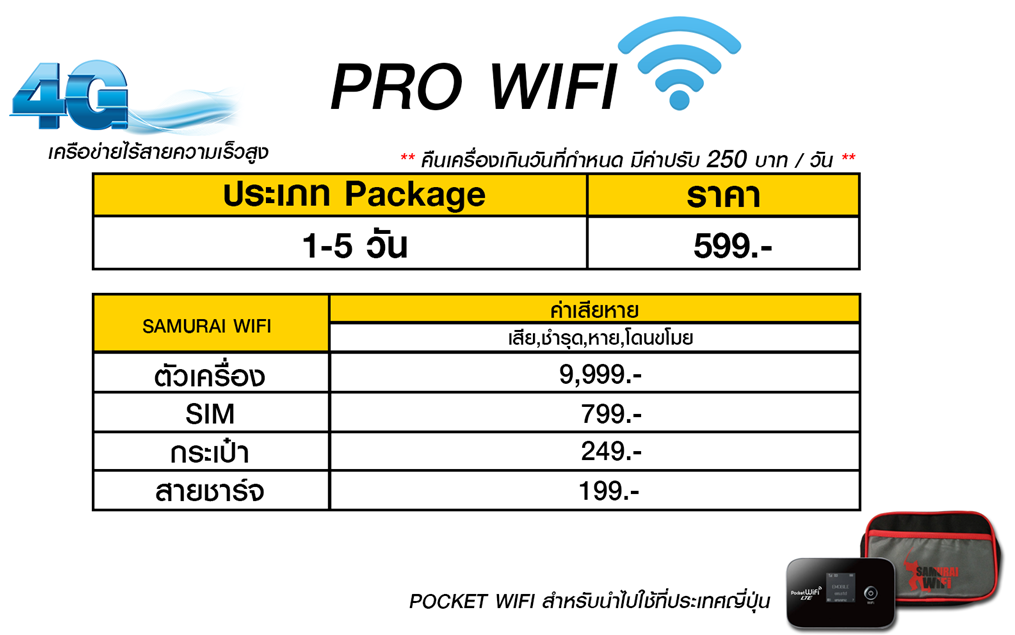 4G
PRO WIFI
เครือข่ายไร้สายความเร็วสูง
** คืนเครื่องเกินวันที่กำหนด มีค่าปรับ 250 บาท / วัน **
ประเภท Package ราคา
1-5 วัน 599.-
SAMURAI WIFI ค่าเสียหาย
เสีย,ชำรุด,หาย,โดนขโมย
ตัวเครื่อง 9,999.-
SIM 799.-
กระเป๋า 249.-
สายชาร์จ 199.-
SAMURAI
WIFI
Pocket WiFi
LTE
POCKET WIFI สำหรับนำไปใช้ที่ประเทศญี่ปุ่น